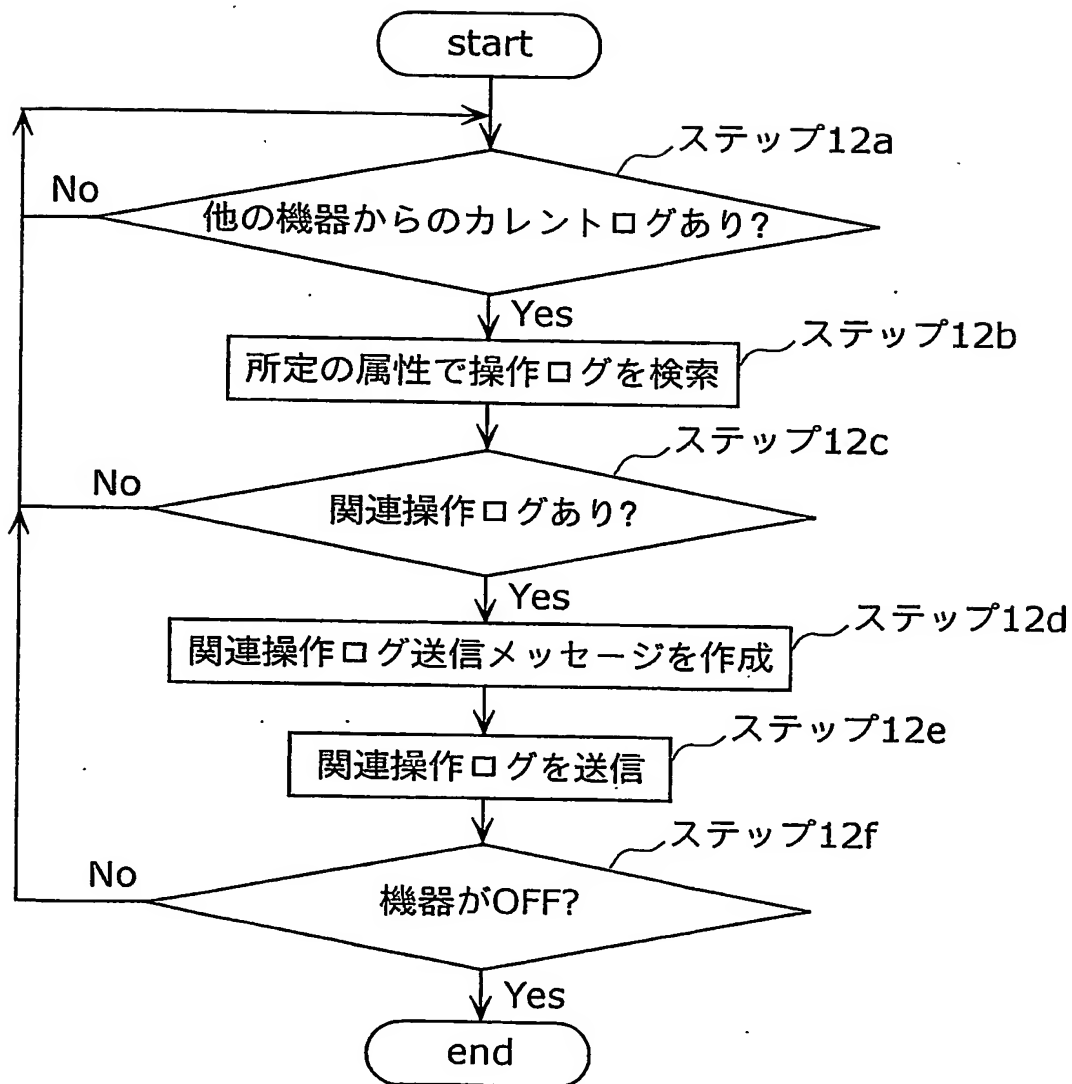 start
ステップ12a
No
他の機器からのカレントログあり?
Yes
ステップ12b
所定の属性で操作ログを検索
ステップ12c
No
関連操作ログあり?
Yes
ステップ12d
関連操作ログ送信メッセージを作成
ステップ12e
関連操作ログを送信
ステップ12f
No
機器がOFF?
Yes
end